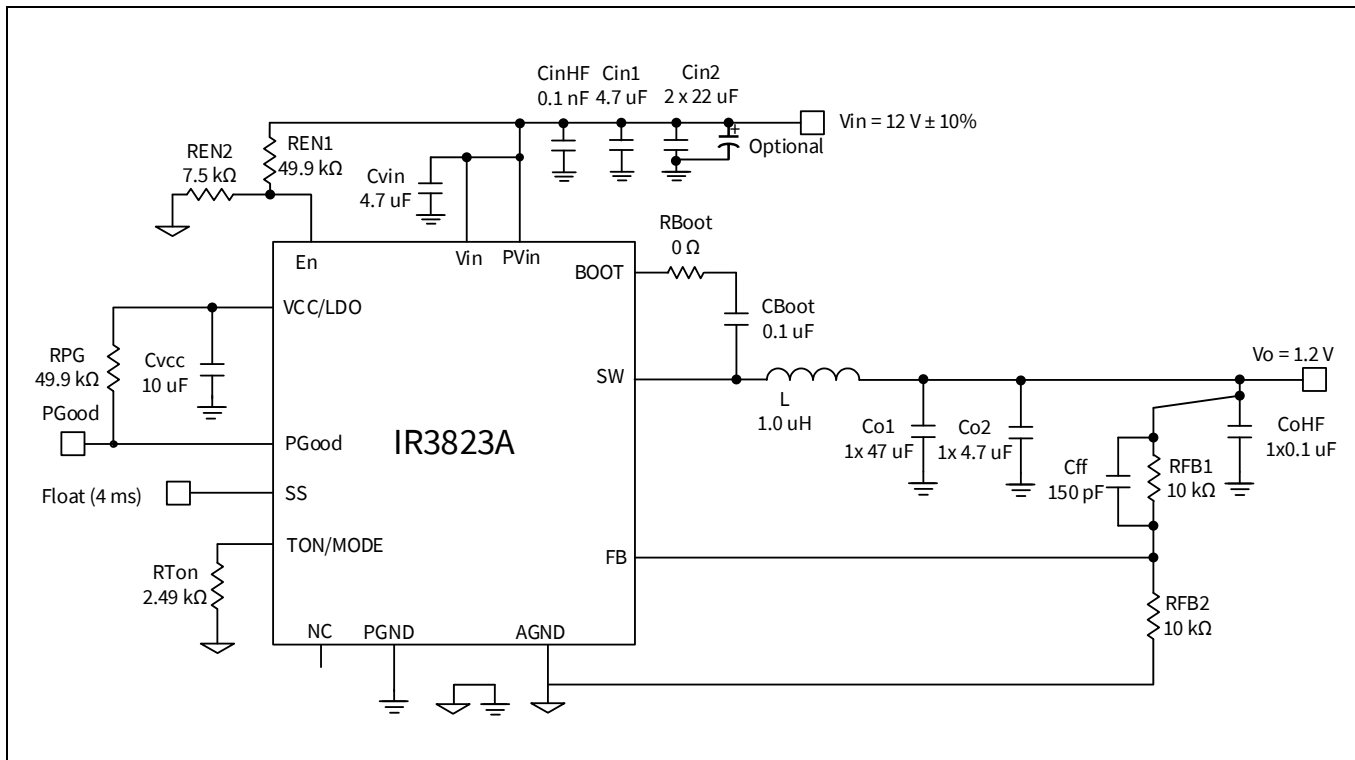 CinHF Cin1 Cin2
0.1 nF 4.7 uF 2 x 22 uF
Vin = 12 V ± 10%
Optional
REN1
49.9 kΩ
REN2
7.5 kΩ
Cvin
4.7 uF
RBoot
0 Ω
En
Vin
PVin
BOOT
VCC/LDO
CBoot
0.1 uF
RPG
49.9 kΩ
Cvcc
10 uF
SW
L
1.0 uH
Vo = 1.2 V
PGood
PGood
IR3823A
Co1
1x 47 uF
Co2
1x 4.7 uF
Cff
150 pF
RFB1
10 kΩ
CoHF
1x0.1 uF
Float (4 ms)
SS
TON/MODE
FB
RTon
2.49 kΩ
RFB2
10 kΩ
NC
PGND
AGND
+